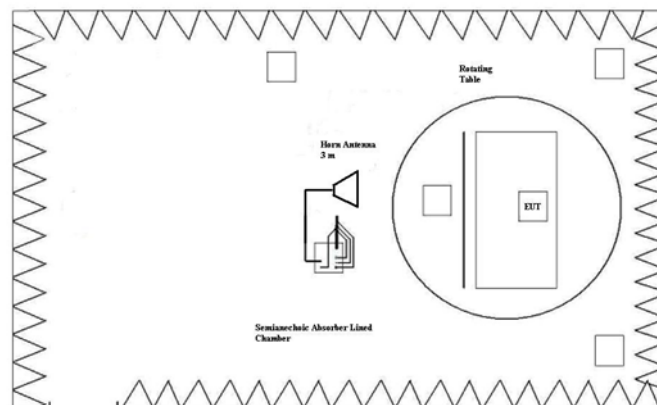 Rotating
Table
Horn Antenna
3 m
EUT
Semianechoic Absorber Lined
Chamber